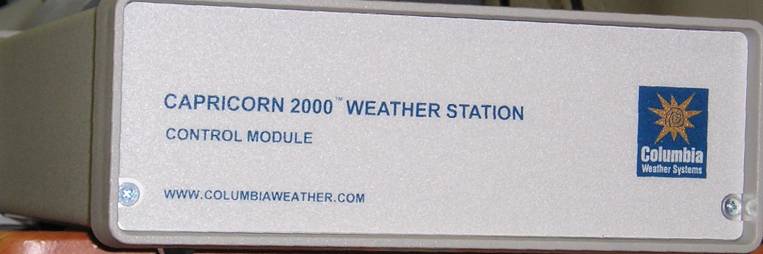 CAPRICORN 2000™ WEATHER STATION
CONTROL MODULE
WWW.COLUMBIAWEATHER.COM
Columbia
Weather Systems